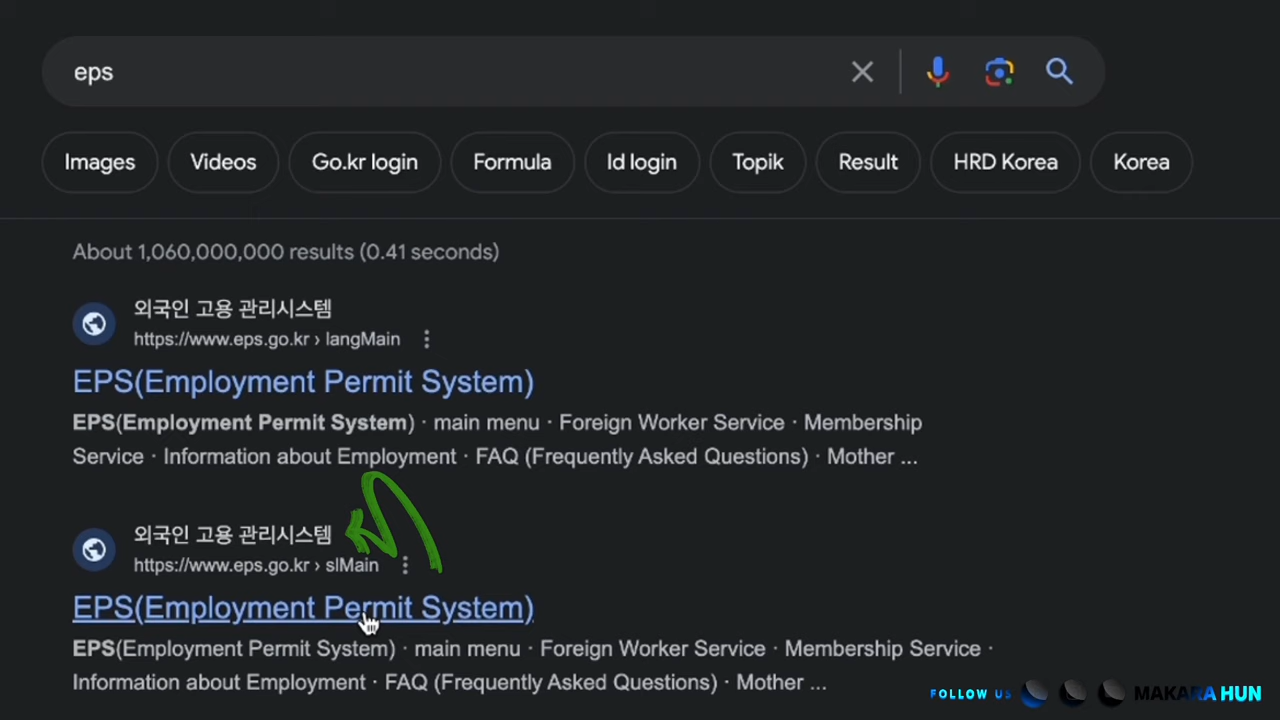 eps
Images Videos Go.kr login Formula Id login Topik Result HRD Korea Korea
About 1,060,000,000 results (0.41 seconds)
외국인 고용 관리시스템
https://www.eps.go.kr › langMain
EPS(Employment Permit System)
EPS(Employment Permit System) · main menu · Foreign Worker Service · Membership
Service · Information about Employment · FAQ (Frequently Asked Questions) · Mother ...
외국인 고용 관리시스템
https://www.eps.go.kr › slMain
EPS(Employment Permit System)
EPS(Employment Permit System) · main menu · Foreign Worker Service · Membership Service ·
Information about Employment · FAQ (Frequently Asked Questions) · Mother ...
FOLLOW US MAKARA HUN